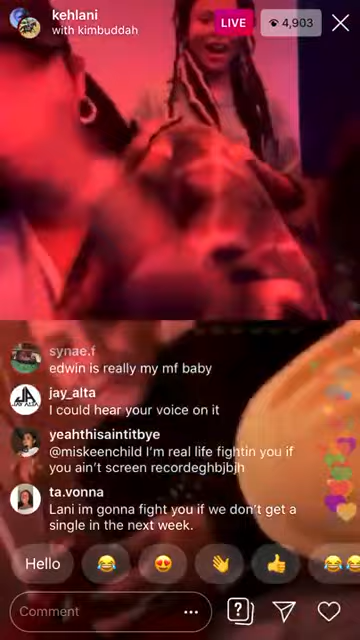 kehlani
with kimbuddah
LIVE
4,903
synae.f
edwin is really my mf baby
jay_alta
I could hear your voice on it
yeahthisaintitbye
@miskeenchild I'm real life fightin you if
you ain't screen recordeghbjbjh
ta.vonna
Lani im gonna fight you if we don't get a
single in the next week.
Hello
Comment